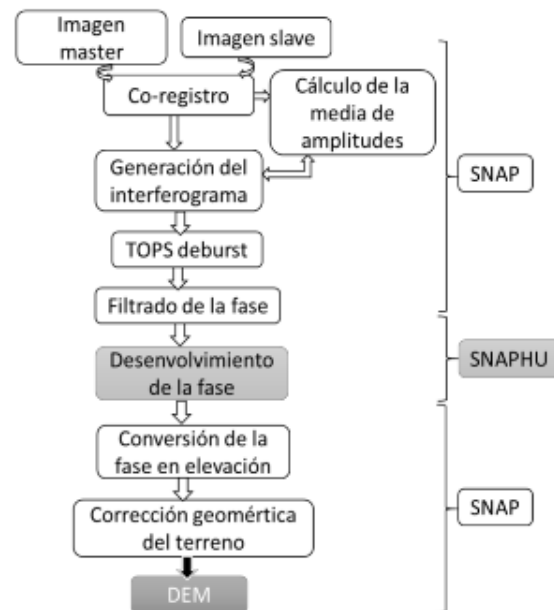 Imagen
master
Imagen slave
Co-registro
Cálculo de la
media de
amplitudes
Generación del
interferograma
SNAP
TOPS deburst
Filtrado de la fase
Desenvolvimiento
de la fase
SNAPHU
Conversión de la
fase en elevación
Corrección geomértica
del terreno
SNAP
DEM